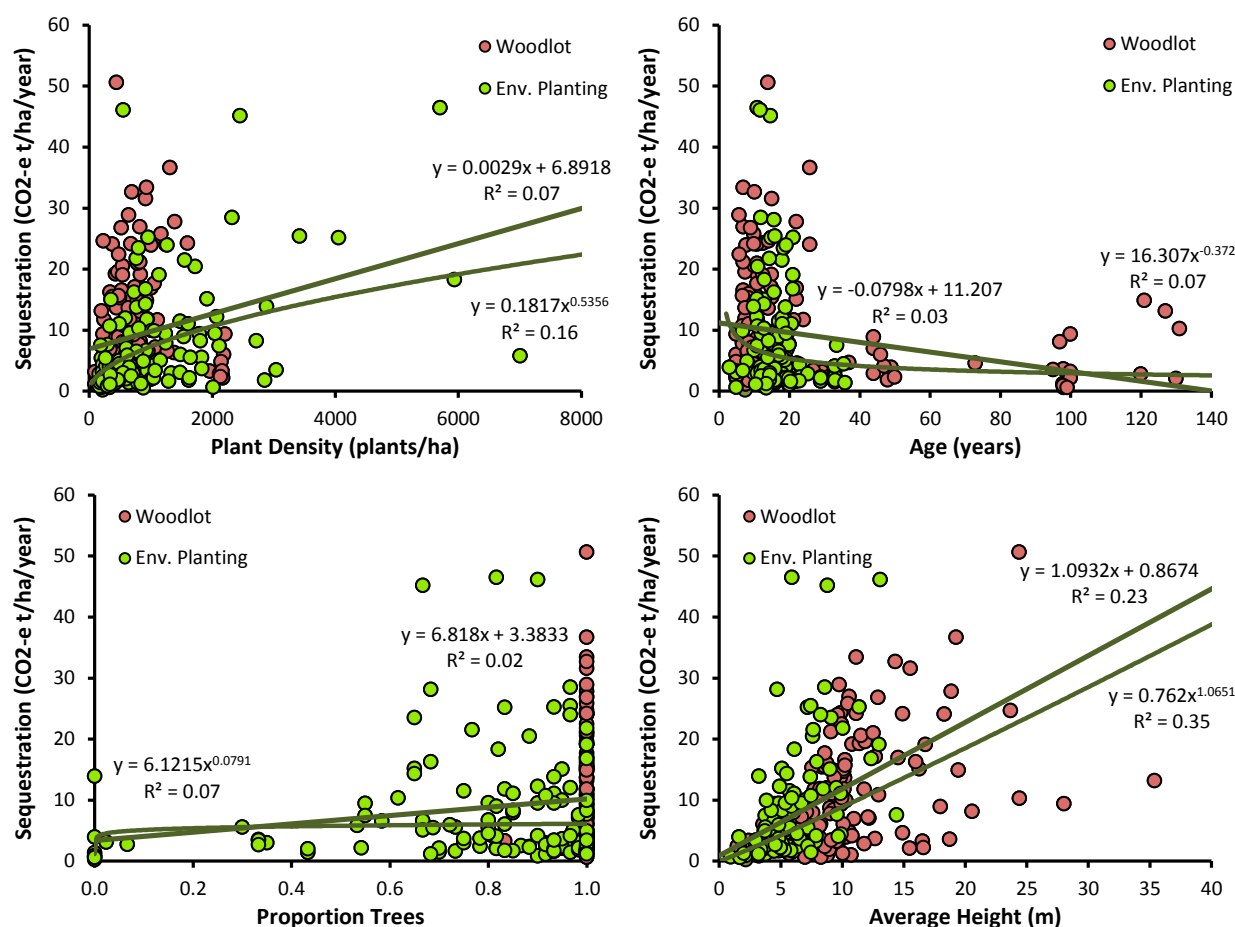 Sequestration (CO2-e t/ha/year)
60
50
40
30
20
10
0
Woodlot
Env. Planting
y = 0.0029x + 6.8918
R² = 0.07
y = 0.1817x^0.5356
R² = 0.16
0 2000 4000 6000 8000
Plant Density (plants/ha)
Sequestration (CO2-e t/ha/year)
60
50
40
30
20
10
0
Woodlot
Env. Planting
y = 16.307x^-0.372
R² = 0.07
y = -0.0798x + 11.207
R² = 0.03
0 20 40 60 80 100 120 140
Age (years)
Sequestration (CO2-e t/ha/year)
60
50
40
30
20
10
0
Woodlot
Env. Planting
y = 6.818x + 3.3833
R² = 0.02
y = 6.1215x^0.0791
R² = 0.07
0.0 0.2 0.4 0.6 0.8 1.0
Proportion Trees
Sequestration (CO2-e t/ha/year)
60
50
40
30
20
10
0
Woodlot
Env. Planting
y = 1.0932x + 0.8674
R² = 0.23
y = 0.762x^1.0651
R² = 0.35
0 5 10 15 20 25 30 35 40
Average Height (m)